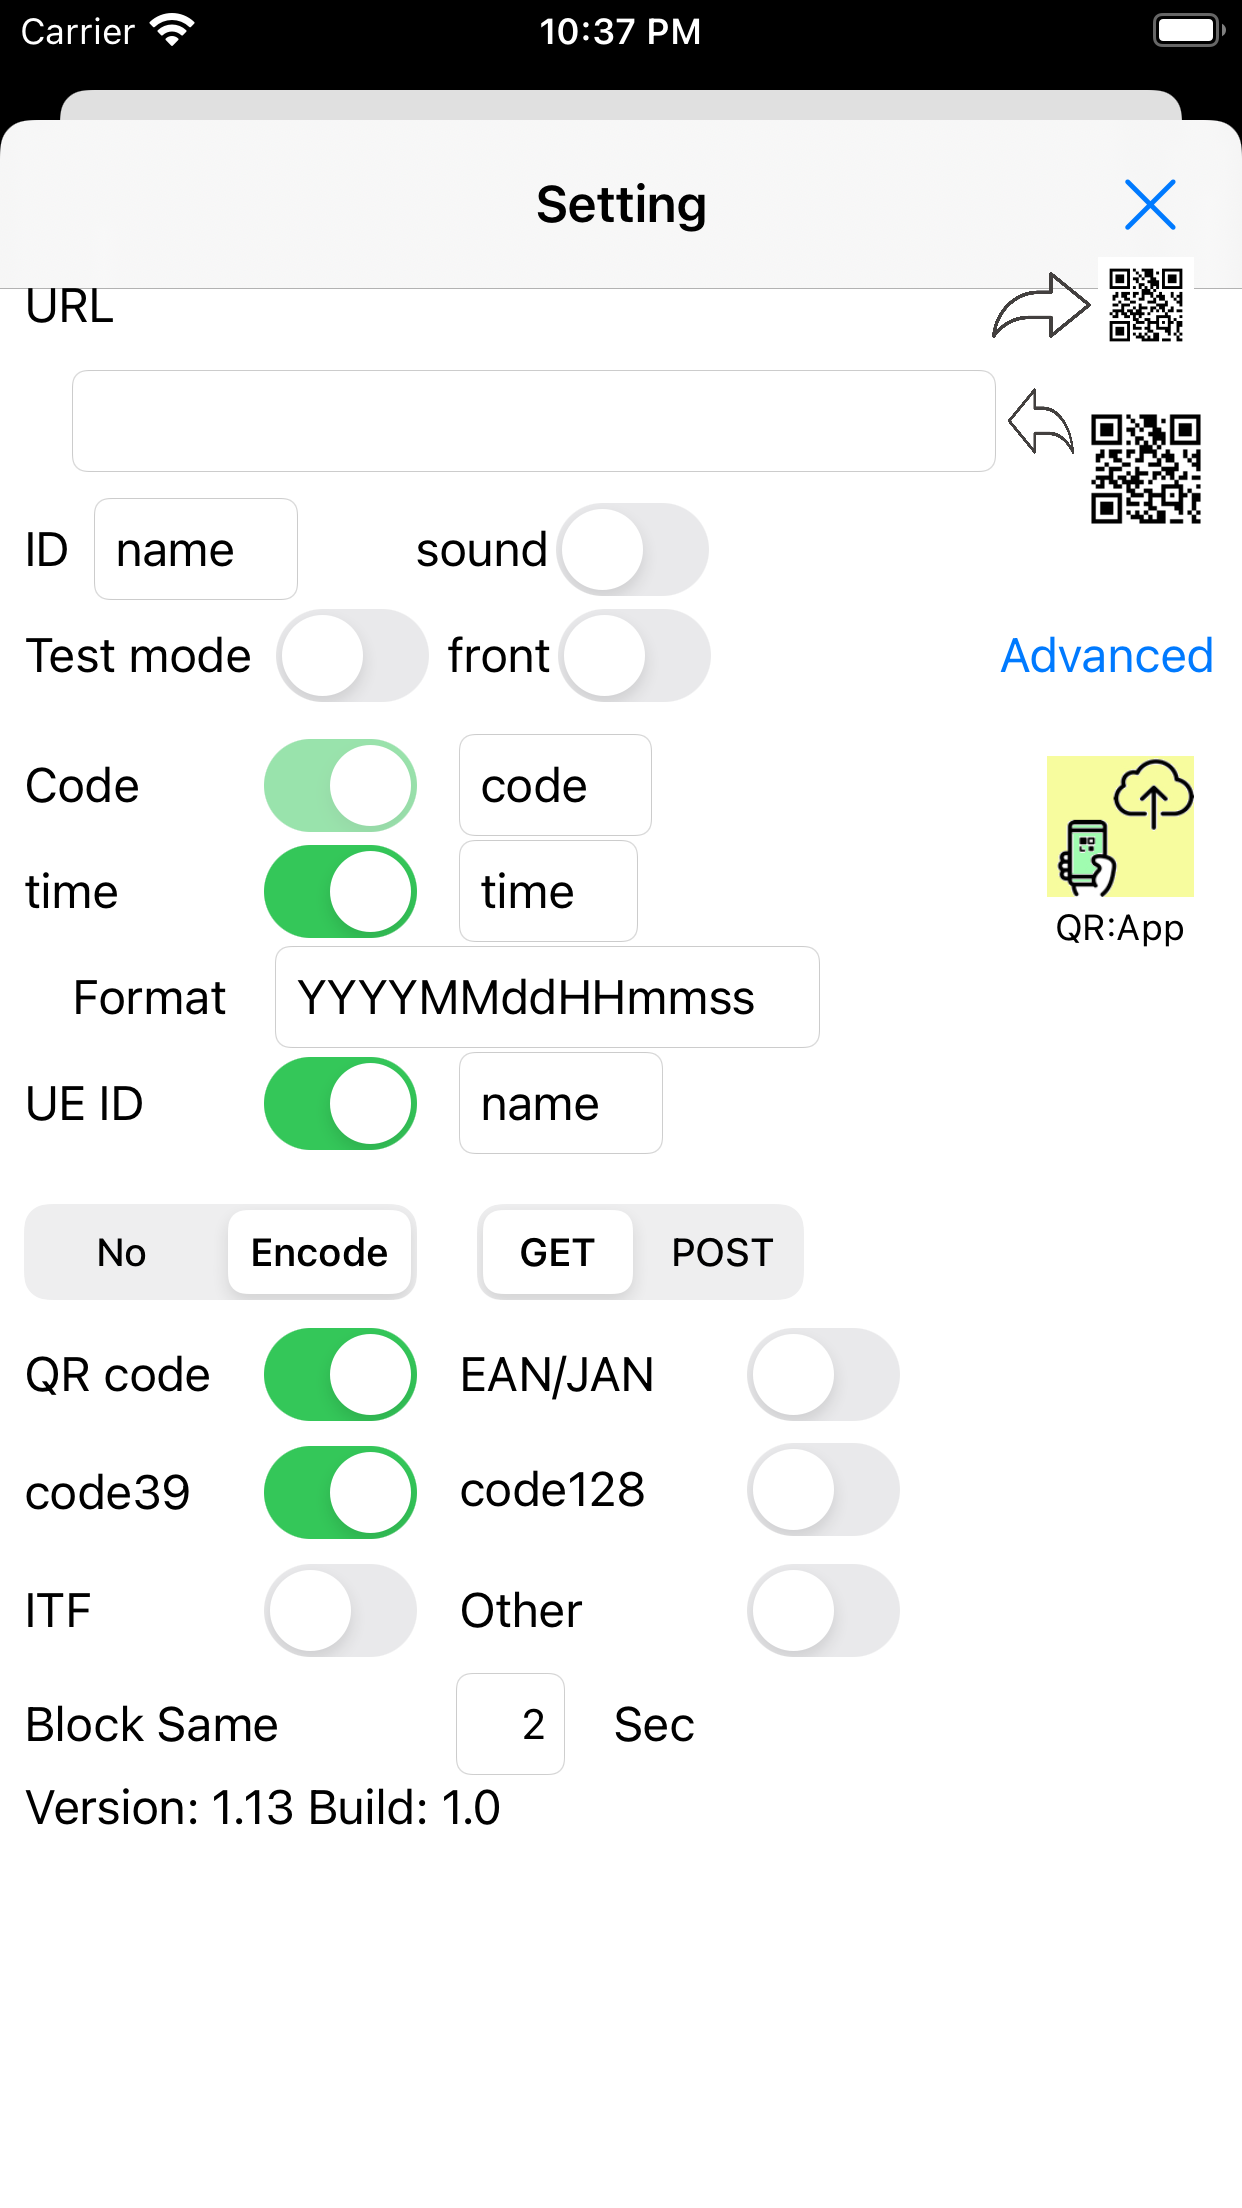 Carrier 10:37 PM
Setting
URL
ID name sound
Test mode front Advanced
Code code
time time
QR:App
Format YYYYMMddHHmmss
UE ID name
No Encode GET POST
QR code EAN/JAN
code39 code128
ITF Other
Block Same 2 Sec
Version: 1.13 Build: 1.0